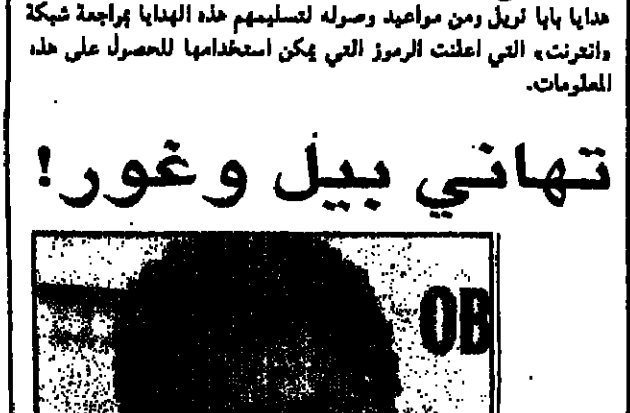 هدايا بابا نويل ومن مواعيد وصوله لتسليمهم هذه الهدايا بمراجعة شبكة
«انترنت» التي اعلنت الرموز التي يمكن استخدامها للحصول على هذه
المعلومات.
تهاني بيل وغور!
OB